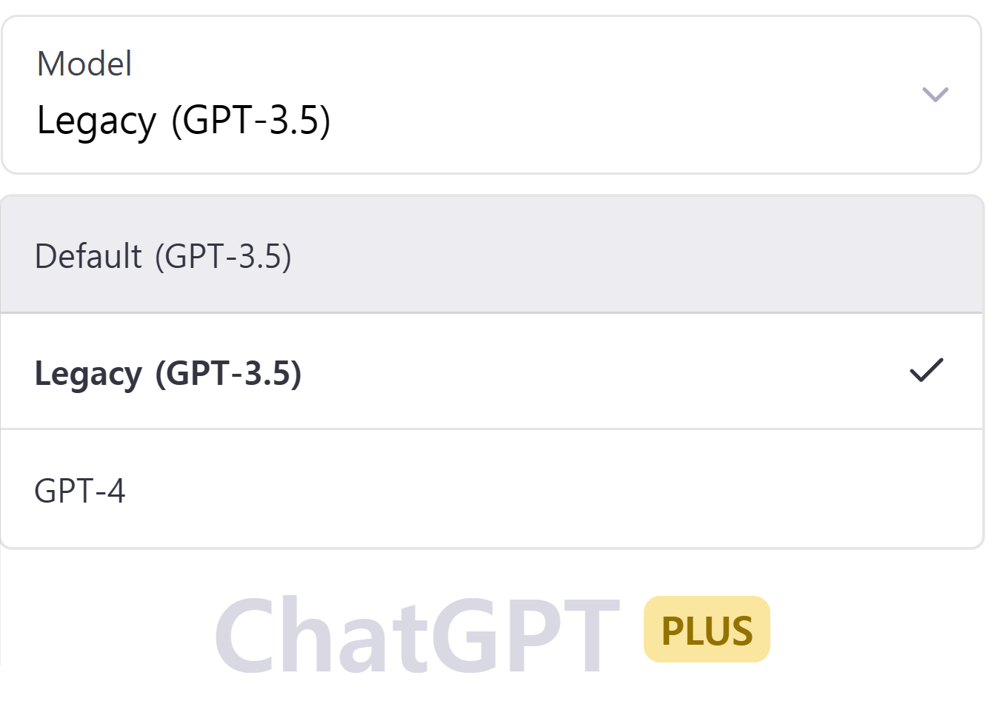 Model
Legacy (GPT-3.5)
Default (GPT-3.5)
Legacy (GPT-3.5)
GPT-4
ChatGPT PLUS